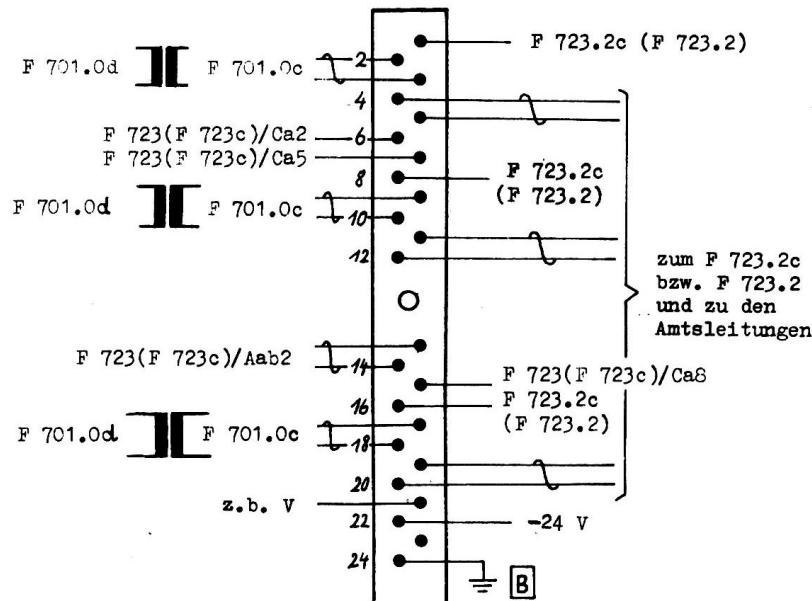 F 723.2c (F 723.2)
F 701.0d
F 701.0c
2
4
F 723(F 723c)/Ca2
6
F 723(F 723c)/Ca5
8
F 723.2c
(F 723.2)
F 701.0d
F 701.0c
10
12
zum F 723.2c
bzw. F 723.2
und zu den
Amtsleitungen
F 723(F 723c)/Aab2
14
F 723(F 723c)/Ca8
16
F 723.2c
(F 723.2)
F 701.0d
F 701.0c
18
20
z.b. V
22
-24 V
24
B